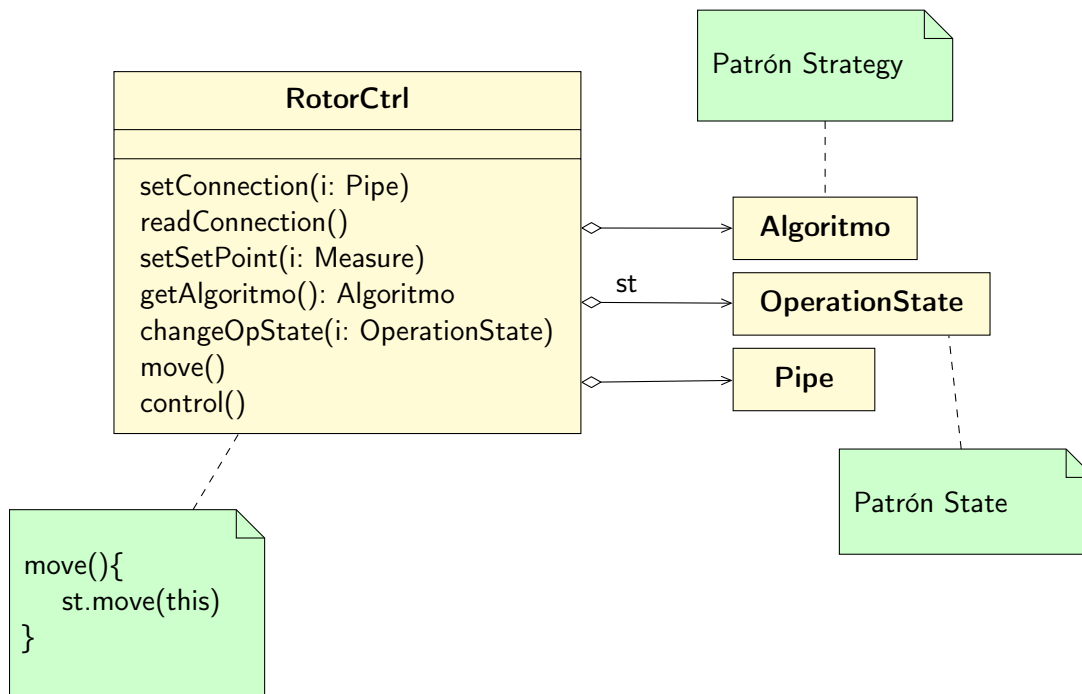 Patrón Strategy
RotorCtrl
setConnection(i: Pipe)
readConnection()
setSetPoint(i: Measure)
getAlgoritmo(): Algoritmo
changeOpState(i: OperationState)
move()
control()
Algoritmo
st
OperationState
Pipe
Patrón State
move(){
st.move(this)
}